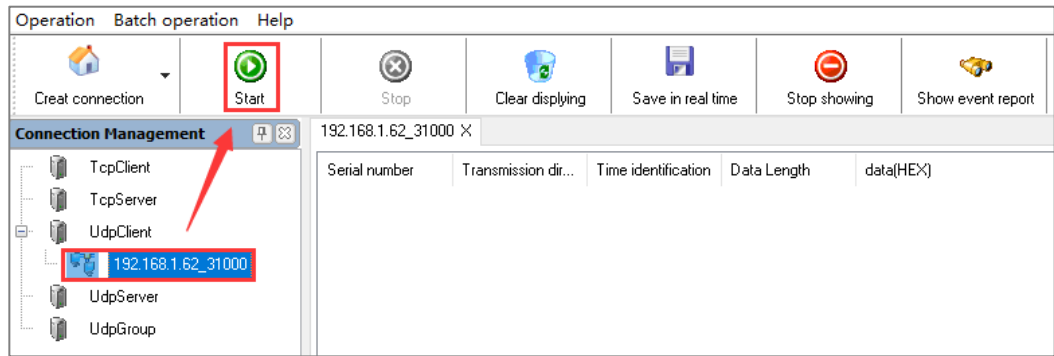 Operation Batch operation Help
Creat connection Start Stop Clear displying Save in real time Stop showing Show event report
Connection Management
192.168.1.62_31000 X
Serial number Transmission dir... Time identification Data Length data(HEX)
TcpClient
TcpServer
UdpClient
192.168.1.62_31000
UdpServer
UdpGroup